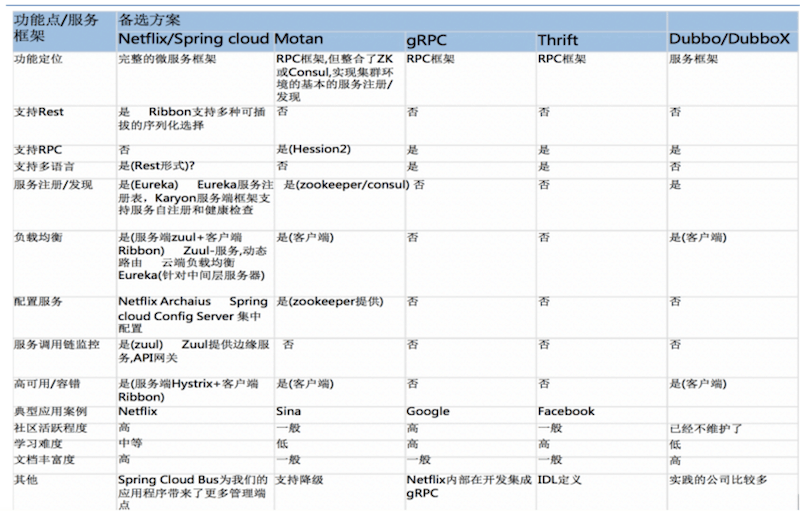 功能点/服务框架 备选方案
Netflix/Spring cloud Motan gRPC Thrift Dubbo/DubboX
功能定位 完整的微服务框架 RPC框架,但整合了ZK或Consul,实现集群环境的基本的服务注册/发现 RPC框架 RPC框架 服务框架
支持Rest 是 Ribbon支持多种可插拔的序列化选择 否 否 否 否
支持RPC 否 是(Hession2) 是 是 是
支持多语言 是(Rest形式)? 否 是 是 否
服务注册/发现 是(Eureka) Eureka服务注册表，Karyon服务端框架支持服务自注册和健康检查 是(zookeeper/consul) 否 否 是
负载均衡 是(服务端zuul+客户端Ribbon) Zuul-服务,动态路由 云端负载均衡 Eureka(针对中间层服务器) 是(客户端) 否 否 是(客户端)
配置服务 Netflix Archaius Spring cloud Config Server 集中配置 是(zookeeper提供) 否 否 否
服务调用链监控 是(zuul) Zuul提供边缘服务,API网关 否 否 否 否
高可用/容错 是(服务端Hystrix+客户端Ribbon) 是(客户端) 否 否 是(客户端)
典型应用案例 Netflix Sina Google Facebook
社区活跃程度 高 一般 高 一般 已经不维护了
学习难度 中等 低 高 高 低
文档丰富度 高 一般 一般 一般 高
其他 Spring Cloud Bus为我们的应用程序带来了更多管理端点 支持降级 Netflix内部在开发集成gRPC IDL定义 实践的公司比较多